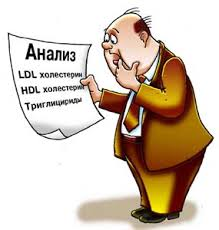 Анализ
LDL холестерин
HDL холестерин
Триглицириды